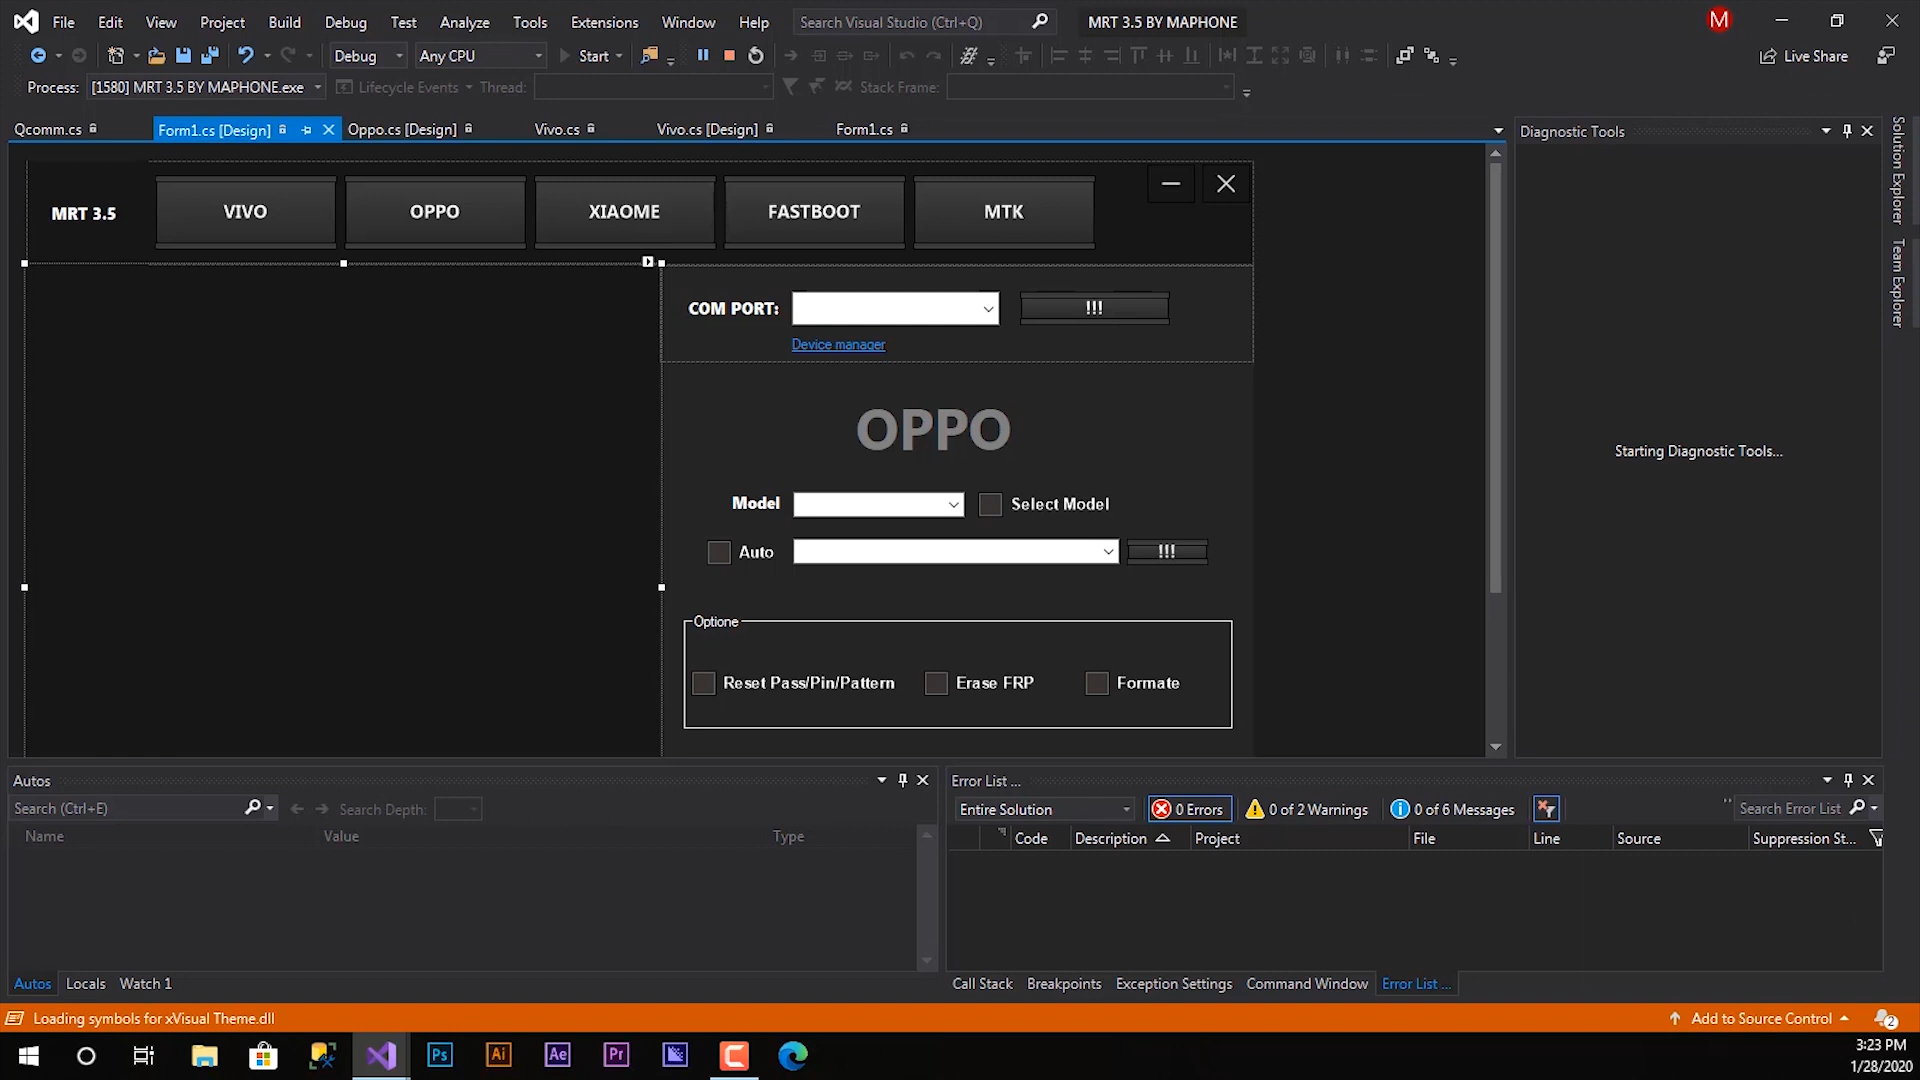 File Edit View Project Build Debug Test Analyze Tools Extensions Window Help Search Visual Studio (Ctrl+Q) MRT 3.5 BY MAPHONE M
Debug Any CPU Start Live Share
Process: [1580] MRT 3.5 BY MAPHONE.exe Lifecycle Events Thread: Stack Frame:
Qcomm.cs Form1.cs [Design] Oppo.cs [Design] Vivo.cs Vivo.cs [Design] Form1.cs Diagnostic Tools
Solution Explorer
Team Explorer
MRT 3.5 VIVO OPPO XIAOME FASTBOOT MTK
COM PORT: !!!
Device manager
OPPO
Starting Diagnostic Tools...
Model Select Model
Auto !!!
Optione
Reset Pass/Pin/Pattern Erase FRP Formate
Autos
Search (Ctrl+E) Search Depth:
Name Value Type
Error List ...
Entire Solution 0 Errors 0 of 2 Warnings 0 of 6 Messages Search Error List
Code Description Project File Line Source Suppression St...
Autos Locals Watch 1
Call Stack Breakpoints Exception Settings Command Window Error List ...
Loading symbols for xVisual Theme.dll Add to Source Control 2
Ps Ai Ae Pr
3:23 PM
1/28/2020